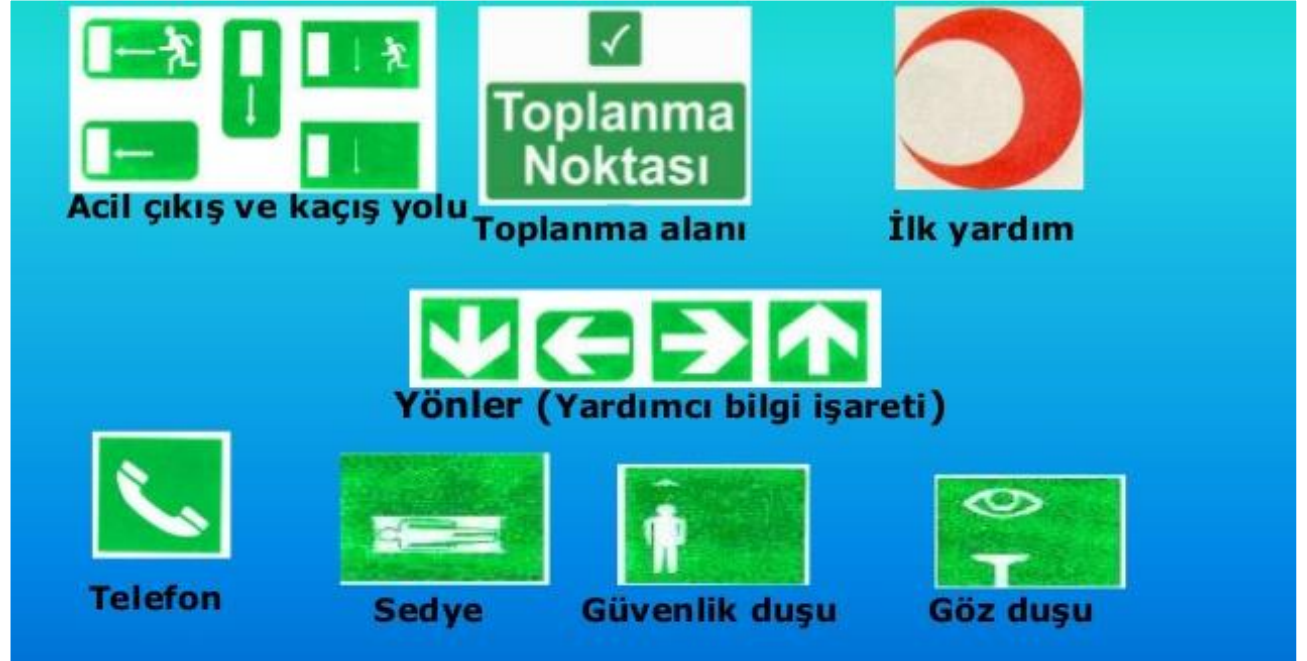 Toplanma
Noktası
Acil çıkış ve kaçış yolu
Toplanma alanı
İlk yardım
Yönler (Yardımcı bilgi işareti)
Telefon
Sedye
Güvenlik duşu
Göz duşu